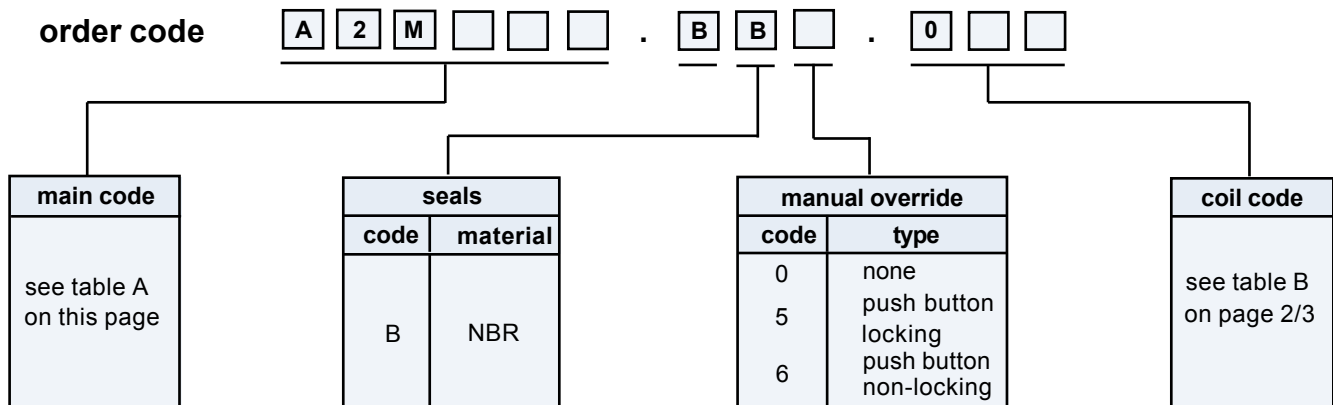 order code A 2 M . B B . 0
main code
see table A
on this page
seals
code material
B NBR
manual override
code type
0 none
5 push button
locking
6 push button
non-locking
coil code
see table B
on page 2/3